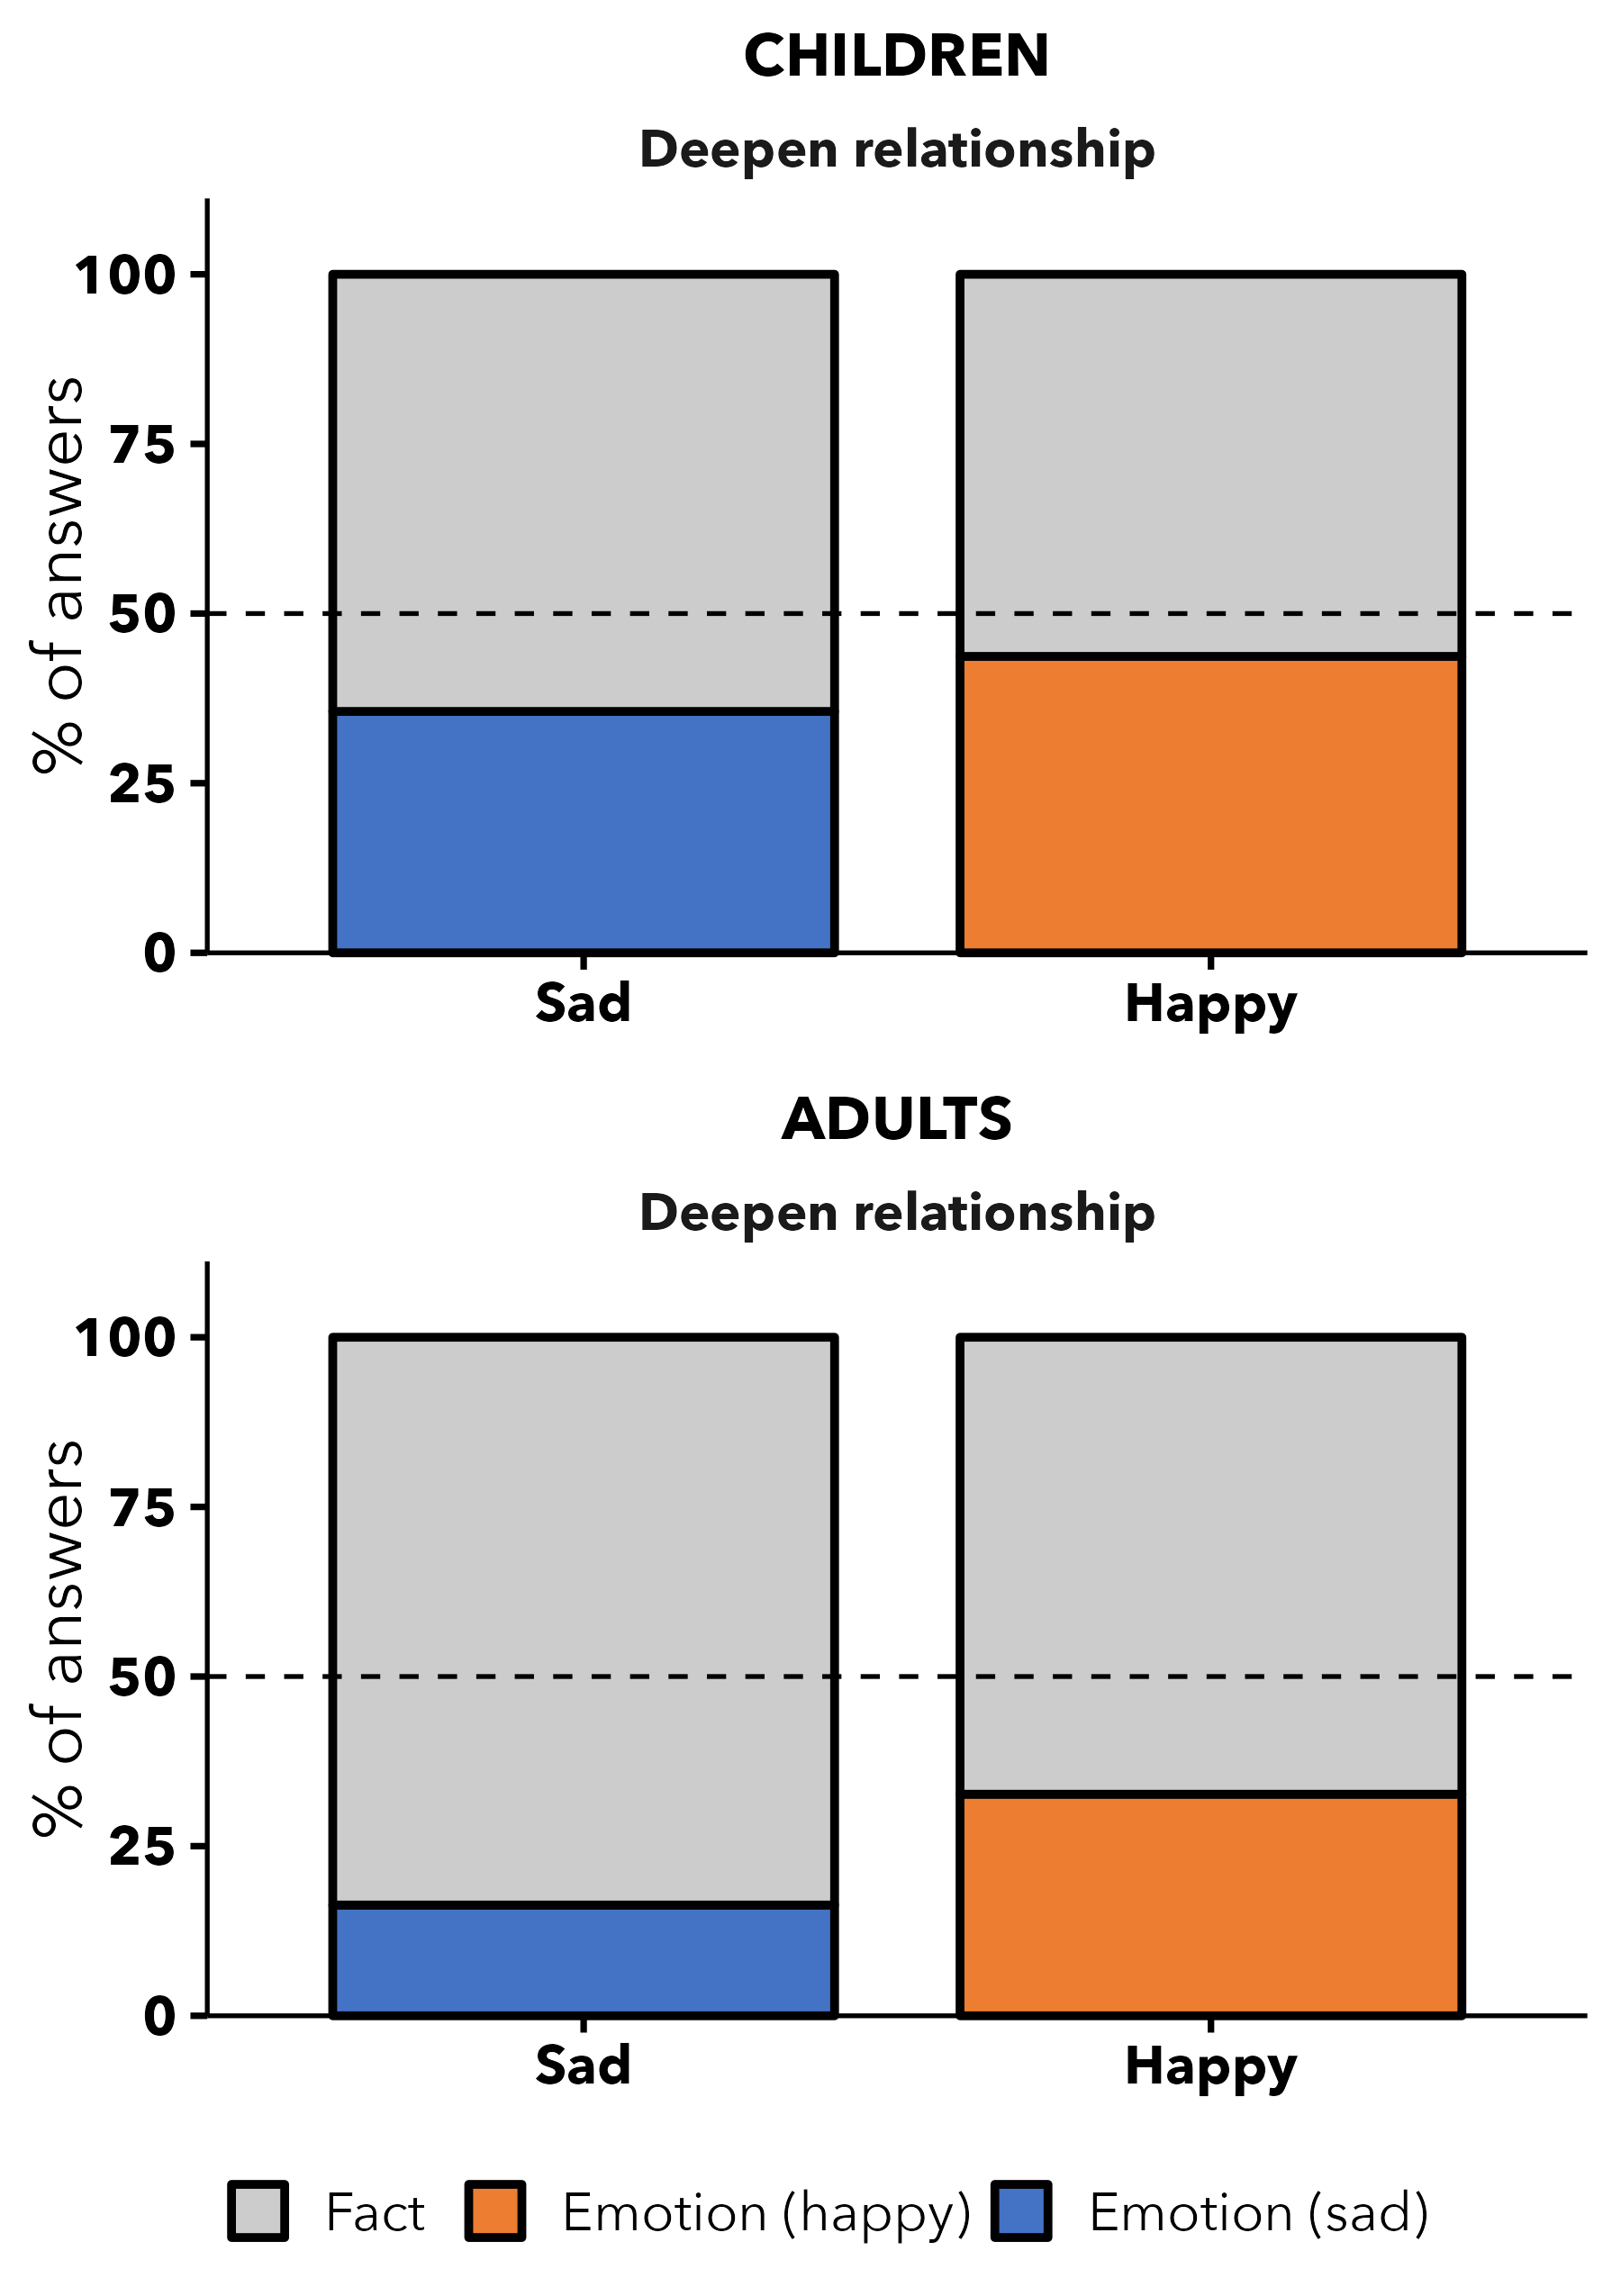 CHILDREN
Deepen relationship
% of answers
100
75
50
25
0
Sad Happy
ADULTS
Deepen relationship
% of answers
100
75
50
25
0
Sad Happy
Fact Emotion (happy) Emotion (sad)